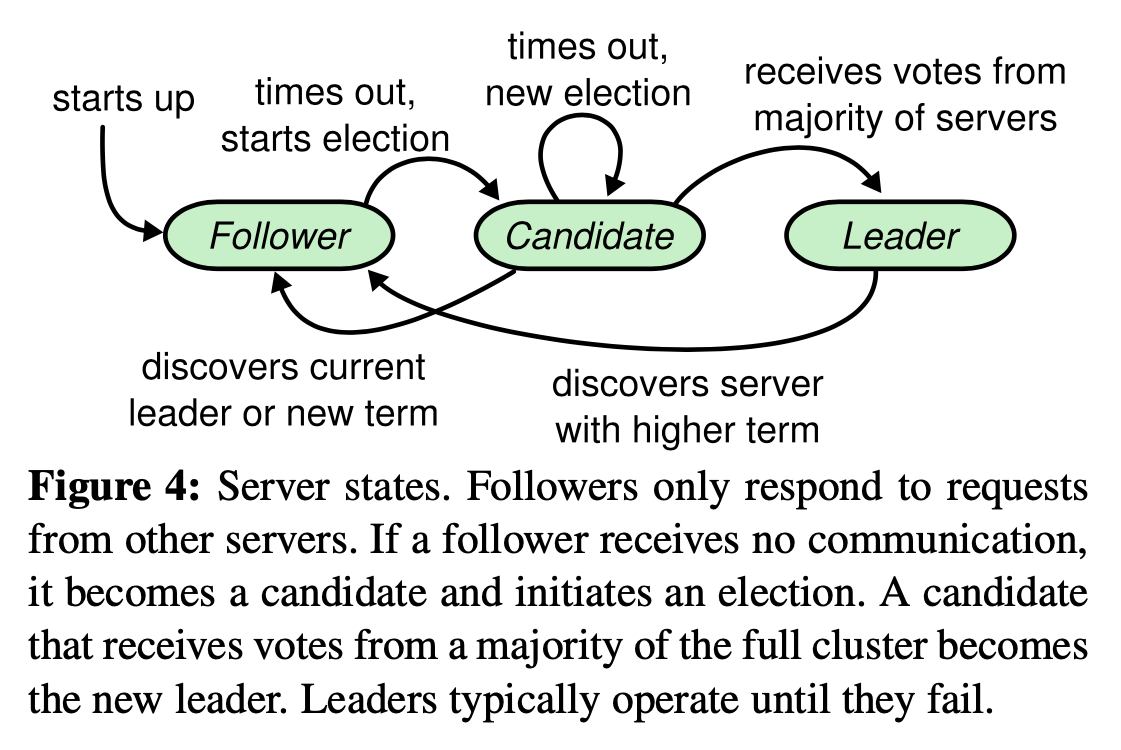 starts up
times out,
starts election
times out,
new election
receives votes from
majority of servers
Follower
Candidate
Leader
discovers current
leader or new term
discovers server
with higher term
Figure 4: Server states. Followers only respond to requests
from other servers. If a follower receives no communication,
it becomes a candidate and initiates an election. A candidate
that receives votes from a majority of the full cluster becomes
the new leader. Leaders typically operate until they fail.